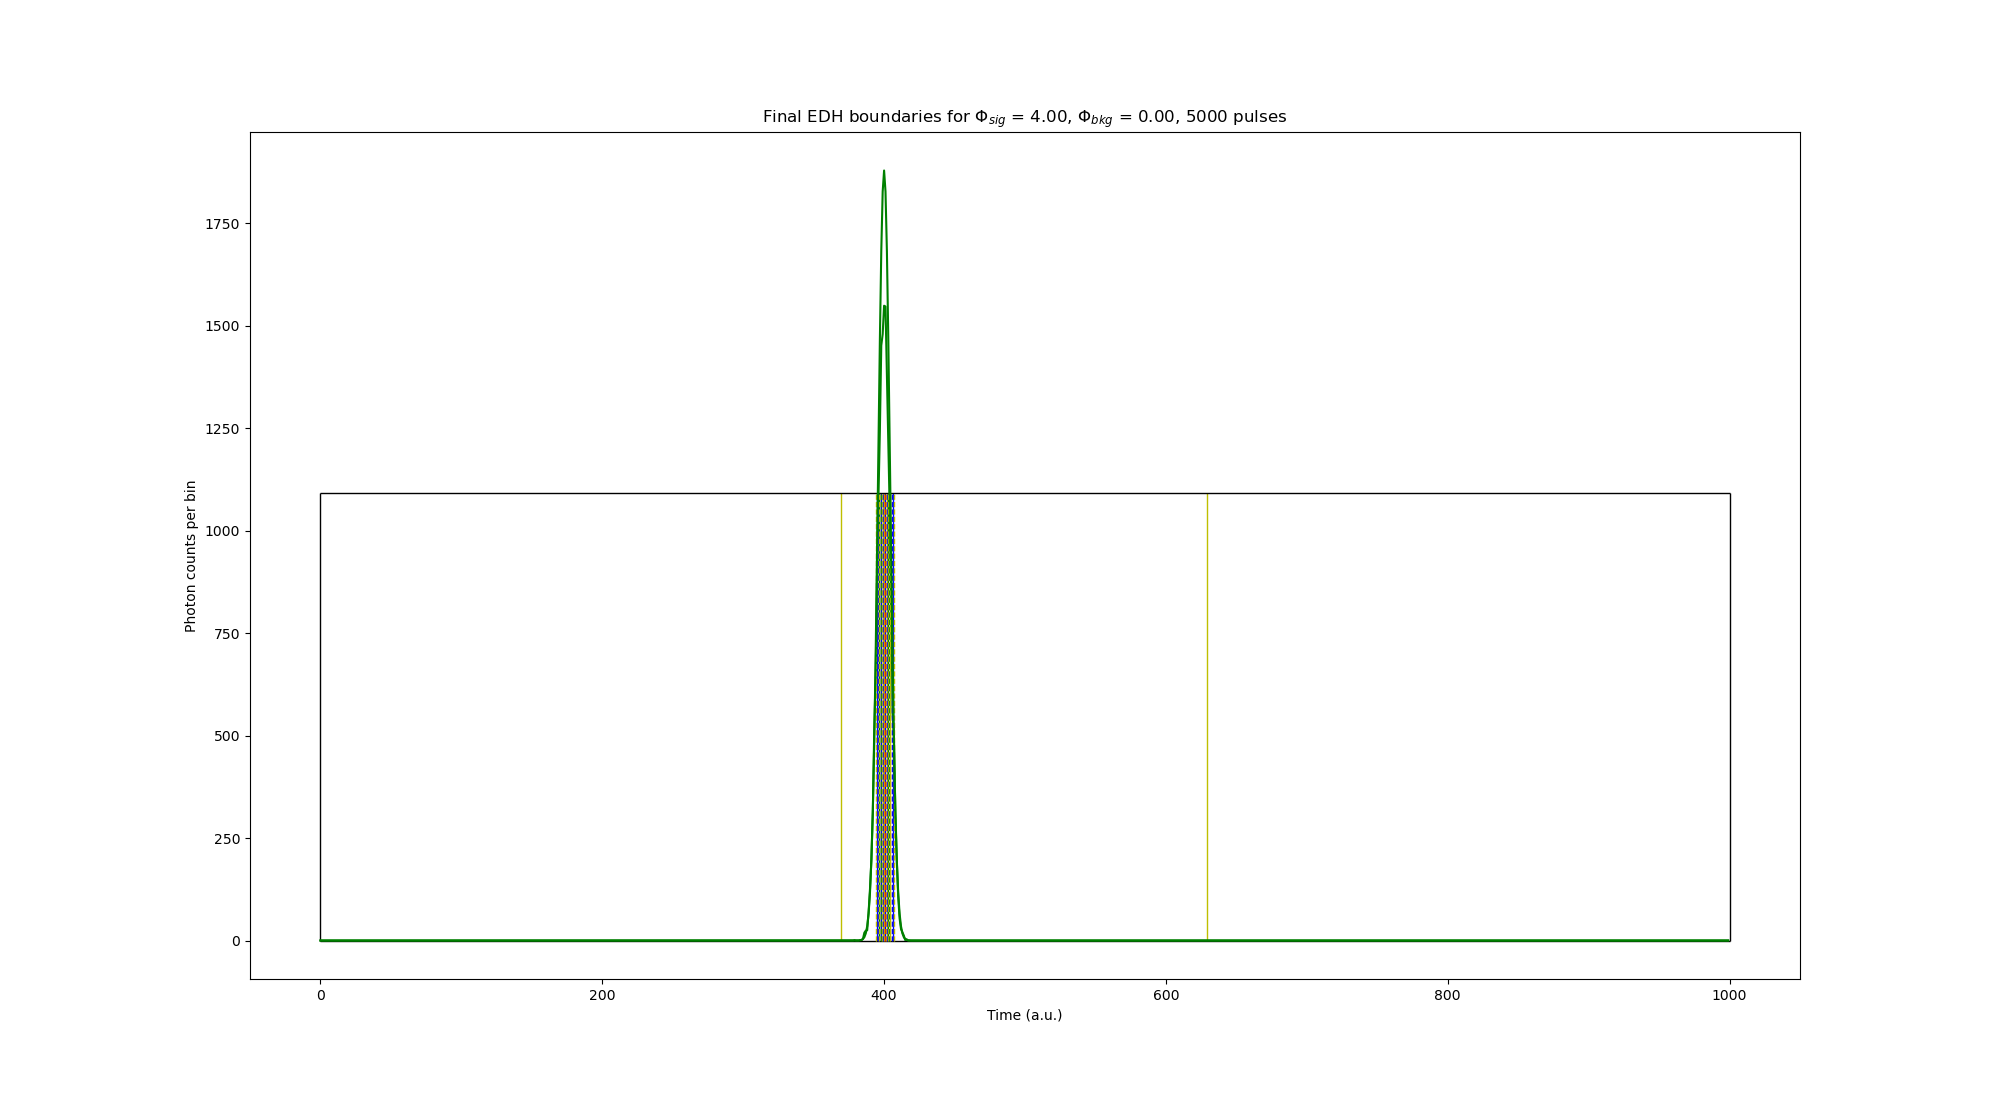 Final EDH boundaries for Φsig = 4.00, Φbkg = 0.00, 5000 pulses
Photon counts per bin
1750
1500
1250
1000
750
500
250
0
0 200 400 600 800 1000
Time (a.u.)